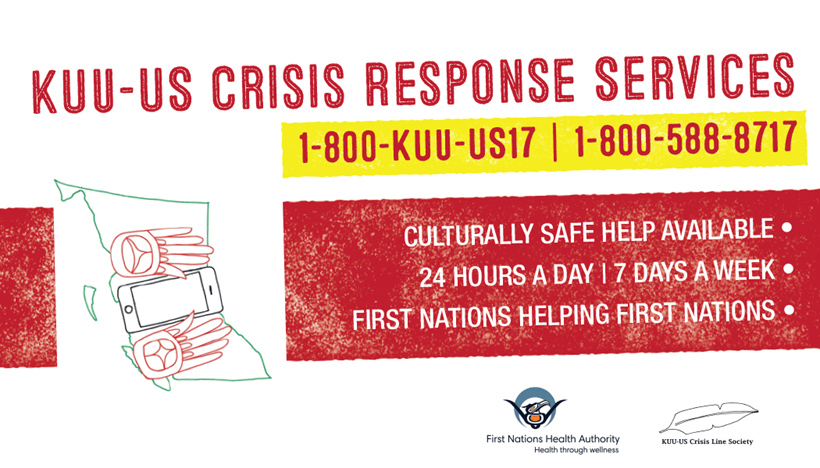 KUU-US CRISIS RESPONSE SERVICES
1-800-KUU-US17 | 1-800-588-8717
CULTURALLY SAFE HELP AVAILABLE •
24 HOURS A DAY | 7 DAYS A WEEK •
FIRST NATIONS HELPING FIRST NATIONS •
First Nations Health Authority
Health through wellness
KUU-US Crisis Line Society